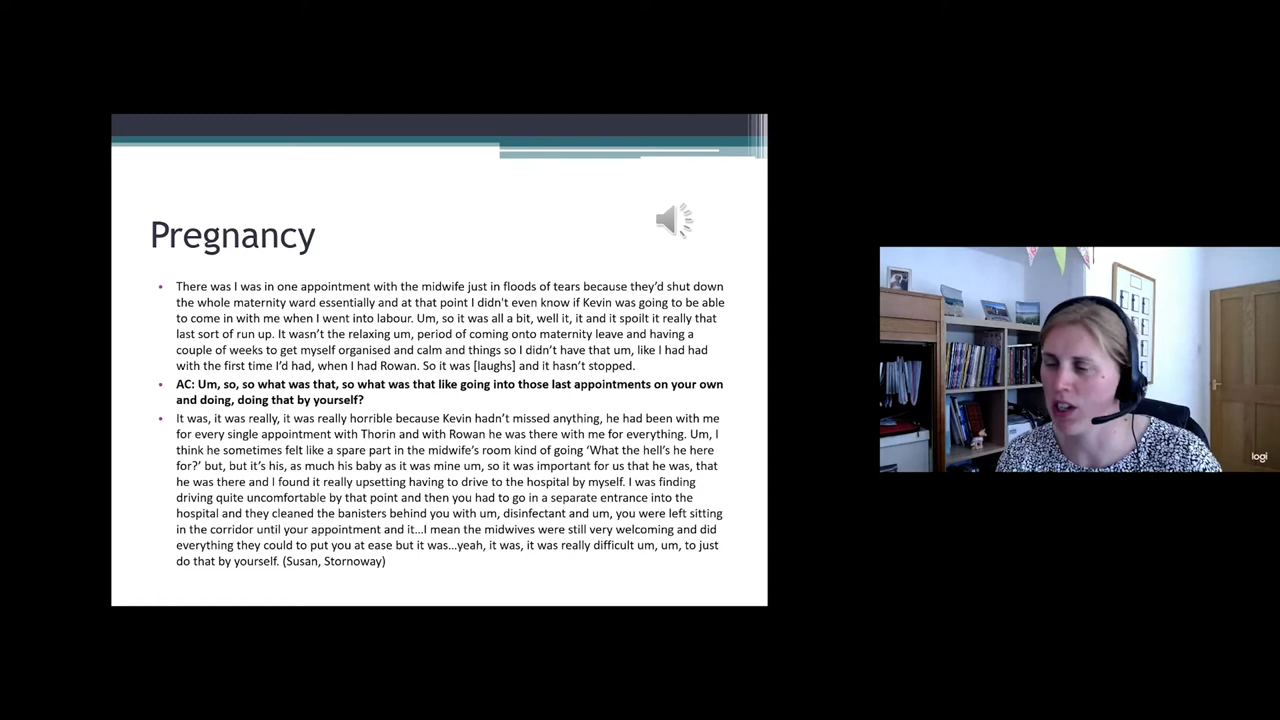 Pregnancy
There was I was in one appointment with the midwife just in floods of tears because they’d shut down
the whole maternity ward essentially and at that point I didn't even know if Kevin was going to be able
to come in with me when I went into labour. Um, so it was all a bit, well it, it and it spoilt it really that
last sort of run up. It wasn’t the relaxing um, period of coming onto maternity leave and having a
couple of weeks to get myself organised and calm and things so I didn’t have that um, like I had had
with the first time I’d had, when I had Rowan. So it was [laughs] and it hasn’t stopped.
AC: Um, so, so what was that, so what was that like going into those last appointments on your own
and doing, doing that by yourself?
It was, it was really, it was really horrible because Kevin hadn’t missed anything, he had been with me
for every single appointment with Thorin and with Rowan he was there with me for everything. Um, I
think he sometimes felt like a spare part in the midwife’s room kind of going ‘What the hell’s he here
for?’ but, but it’s his, as much his baby as it was mine um, so it was important for us that he was, that
he was there and I found it really upsetting having to drive to the hospital by myself. I was finding
driving quite uncomfortable by that point and then you had to go in a separate entrance into the
hospital and they cleaned the banisters behind you with um, disinfectant and um, you were left sitting
in the corridor until your appointment and it…I mean the midwives were still very welcoming and did
everything they could to put you at ease but it was…yeah, it was, it was really difficult um, um, to just
do that by yourself. (Susan, Stornoway)
logi